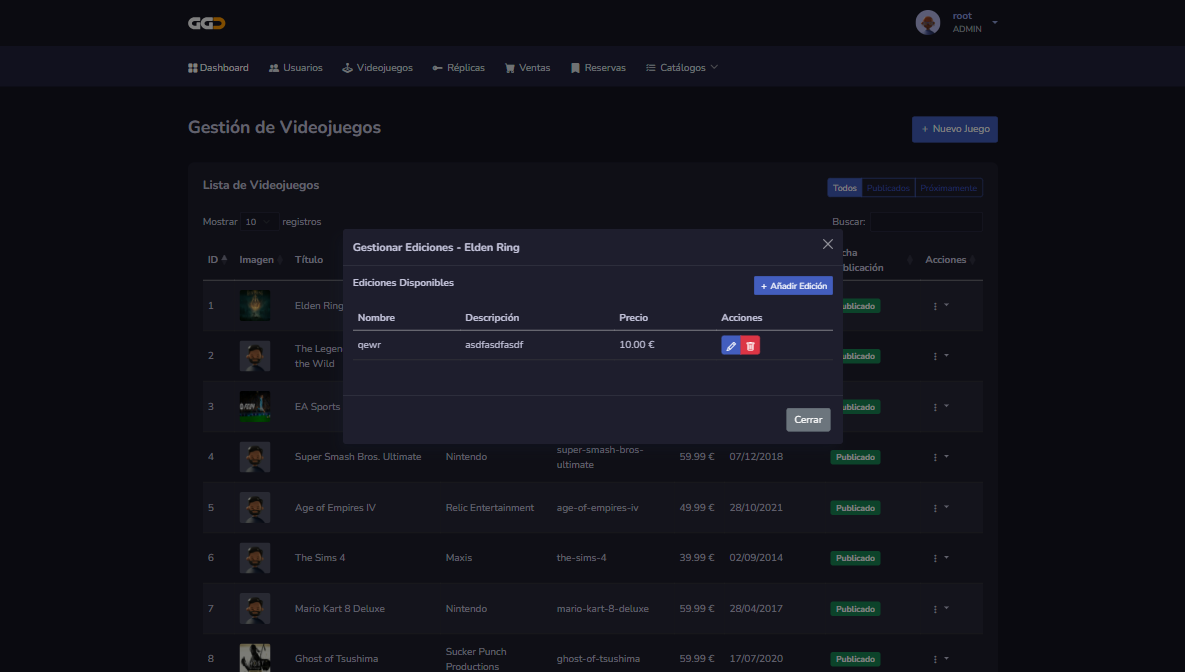 GGD
root
ADMIN
Dashboard
Usuarios
Videojuegos
Réplicas
Ventas
Reservas
Catálogos
Gestión de Videojuegos
+ Nuevo Juego
Lista de Videojuegos
Todos
Publicados
Próximamente
Mostrar 10 registros
Buscar:
ID
Imagen
Título
cha
blicación
Acciones
Gestionar Ediciones - Elden Ring
Ediciones Disponibles
+ Añadir Edición
Nombre Descripción Precio Acciones
qewr asdfasdfasdf 10.00 €
Cerrar
1 Elden Ring ublicado
2 The Legen
the Wild ublicado
3 EA Sports ublicado
4 Super Smash Bros. Ultimate Nintendo super-smash-bros-
ultimate 59.99 € 07/12/2018 Publicado
5 Age of Empires IV Relic Entertainment age-of-empires-iv 49.99 € 28/10/2021 Publicado
6 The Sims 4 Maxis the-sims-4 39.99 € 02/09/2014 Publicado
7 Mario Kart 8 Deluxe Nintendo mario-kart-8-deluxe 59.99 € 28/04/2017 Publicado
8 Ghost of Tsushima Sucker Punch
Productions ghost-of-tsushima 59.99 € 17/07/2020 Publicado